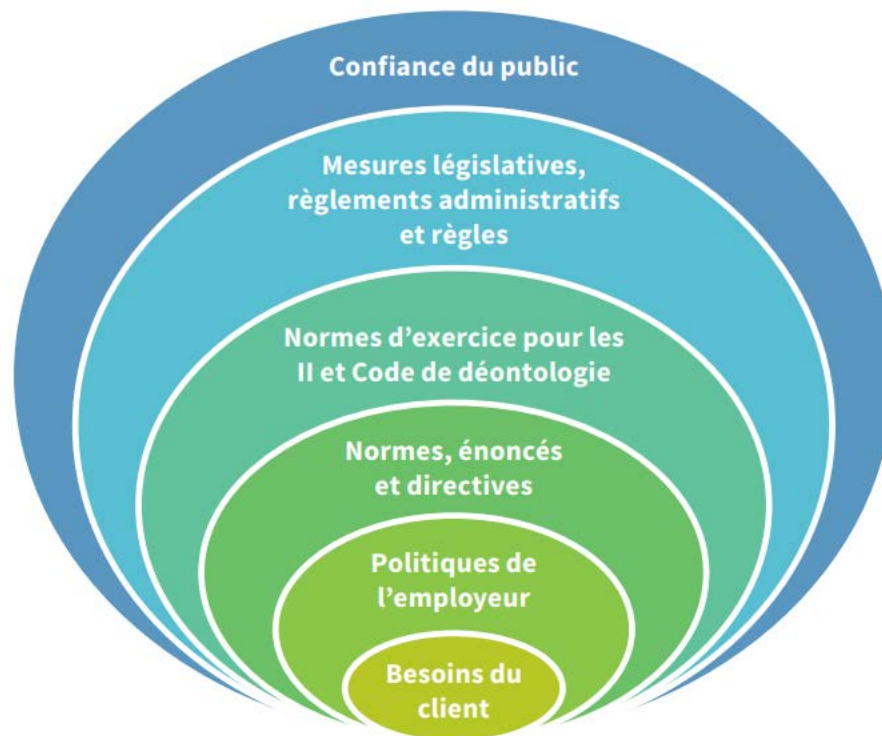 Confiance du public
Mesures législatives,
règlements administratifs
et règles
Normes d’exercice pour les
II et Code de déontologie
Normes, énoncés
et directives
Politiques de
l’employeur
Besoins du
client